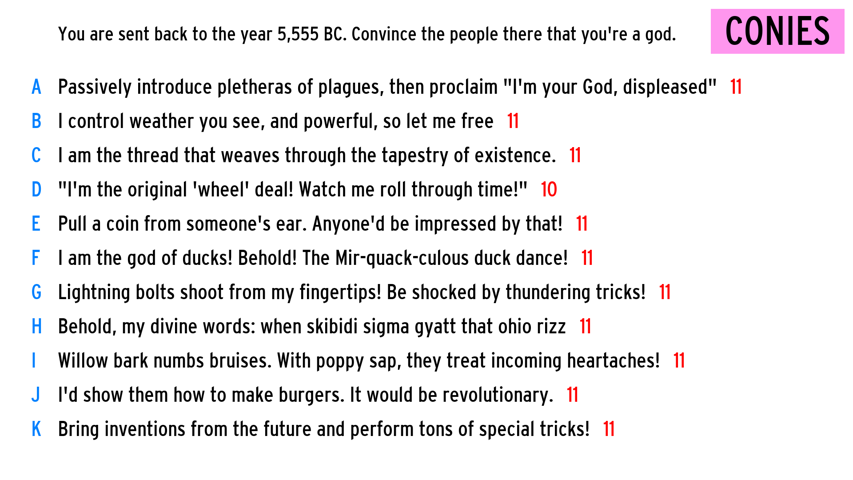 You are sent back to the year 5,555 BC. Convince the people there that you're a god.
CONIES
A Passively introduce pletheras of plagues, then proclaim "I'm your God, displeased" 11
B I control weather you see, and powerful, so let me free 11
C I am the thread that weaves through the tapestry of existence. 11
D "I'm the original 'wheel' deal! Watch me roll through time!" 10
E Pull a coin from someone's ear. Anyone'd be impressed by that! 11
F I am the god of ducks! Behold! The Mir-quack-culous duck dance! 11
G Lightning bolts shoot from my fingertips! Be shocked by thundering tricks! 11
H Behold, my divine words: when skibidi sigma gyatt that ohio rizz 11
I Willow bark numbs bruises. With poppy sap, they treat incoming heartaches! 11
J I'd show them how to make burgers. It would be revolutionary. 11
K Bring inventions from the future and perform tons of special tricks! 11